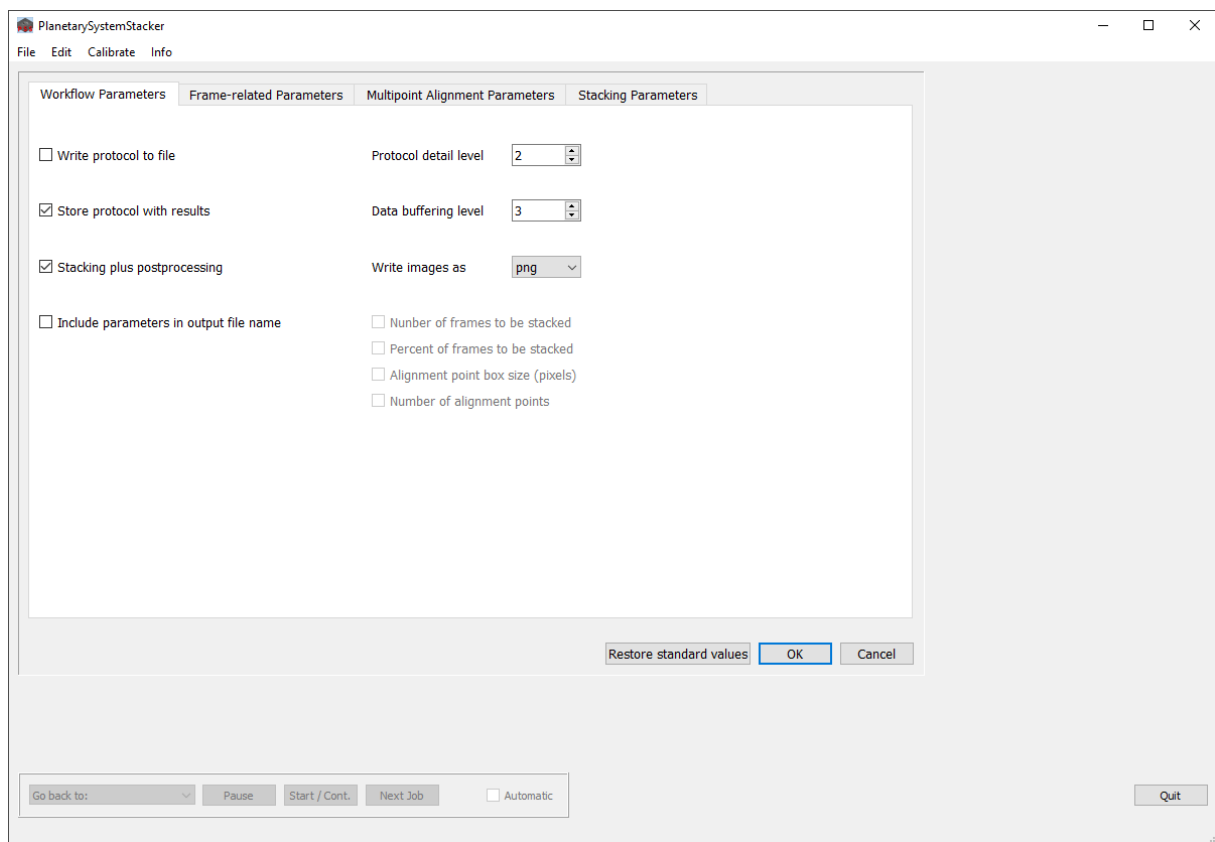 PlanetarySystemStacker
File Edit Calibrate Info
Workflow Parameters Frame-related Parameters Multipoint Alignment Parameters Stacking Parameters
Write protocol to file Protocol detail level 2
Store protocol with results Data buffering level 3
Stacking plus postprocessing Write images as png
Include parameters in output file name Nunber of frames to be stacked
Percent of frames to be stacked
Alignment point box size (pixels)
Number of alignment points
Restore standard values OK Cancel
Go back to: Pause Start / Cont. Next Job Automatic Quit